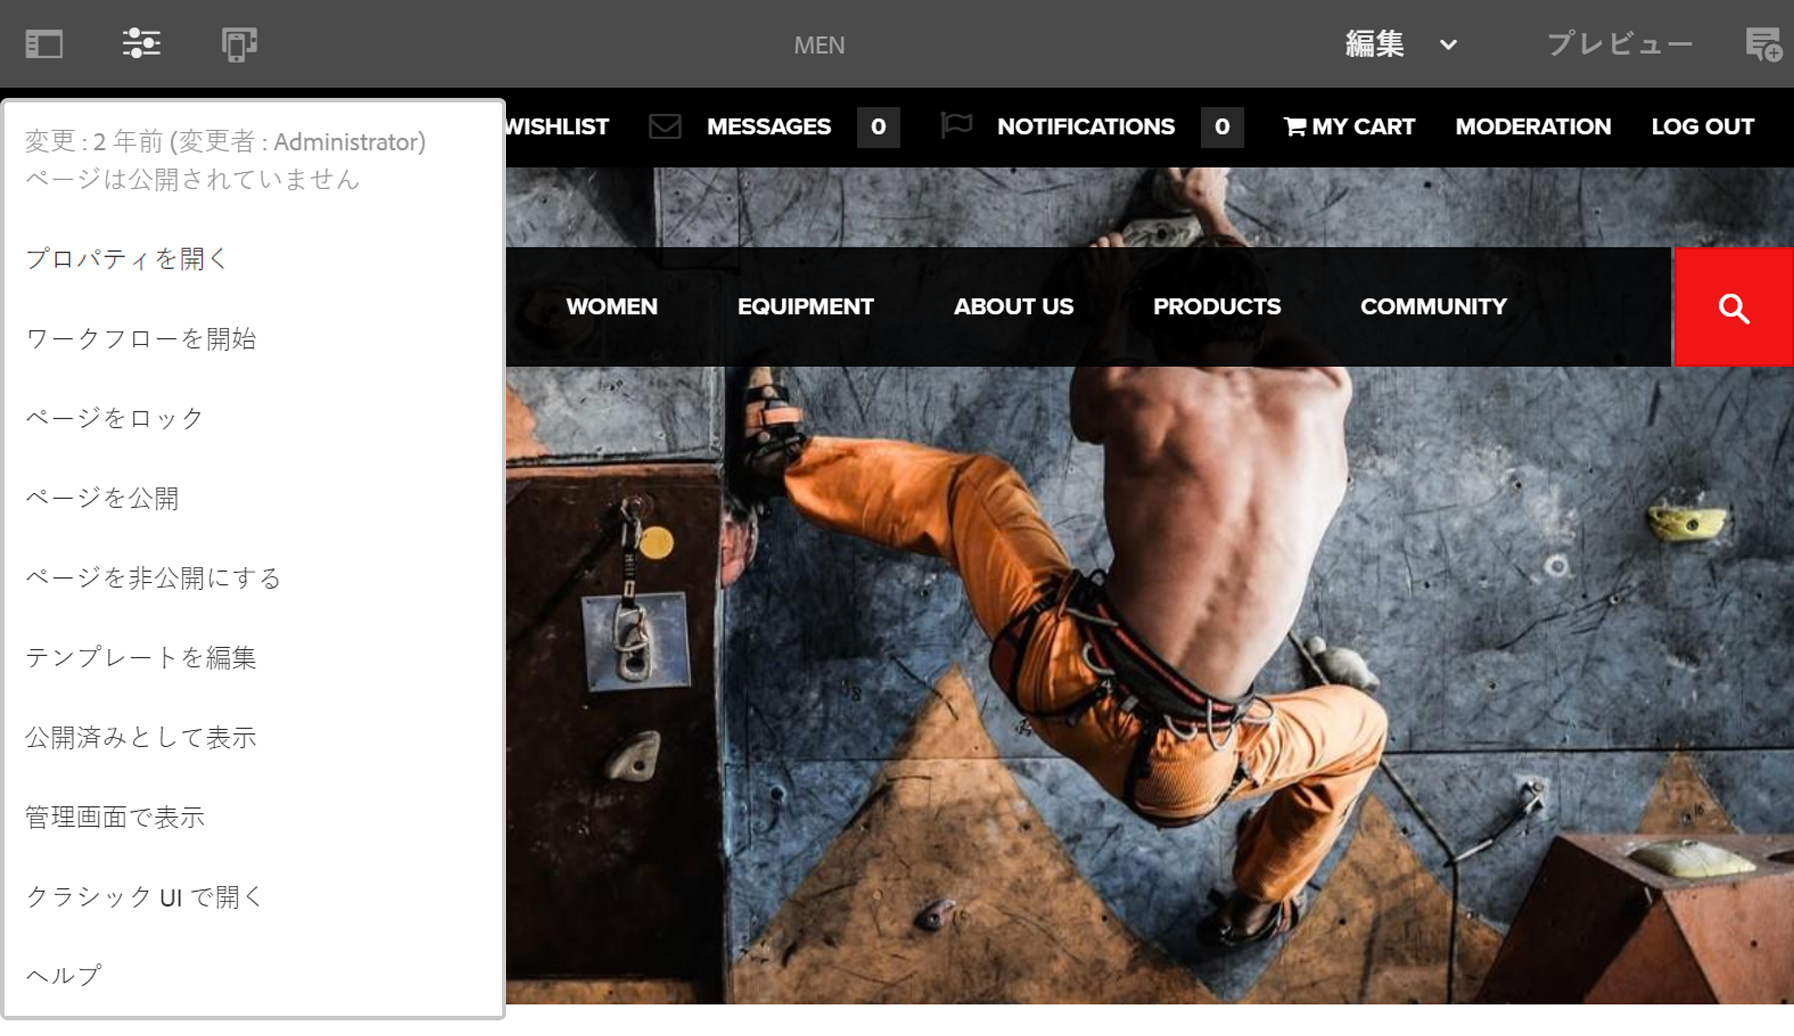 MEN
編集
プレビュー
変更 : 2 年前 (変更者 : Administrator)
ページは公開されていません
プロパティを開く
ワークフローを開始
ページをロック
ページを公開
ページを非公開にする
テンプレートを編集
公開済みとして表示
管理画面で表示
クラシック UI で開く
ヘルプ
WISHLIST
MESSAGES 0
NOTIFICATIONS 0
MY CART
MODERATION
LOG OUT
WOMEN
EQUIPMENT
ABOUT US
PRODUCTS
COMMUNITY